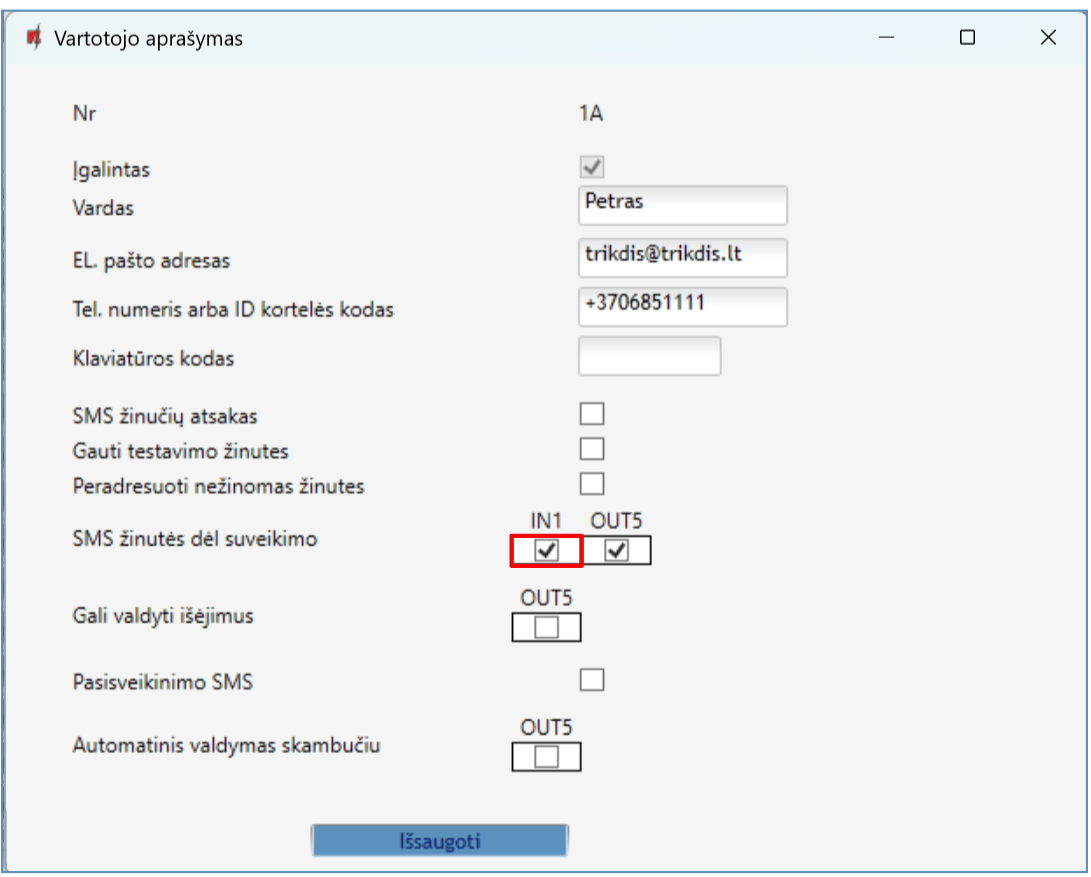 Vartotojo aprašymas
Nr 1A
Įgalintas
Vardas Petras
EL. pašto adresas trikdis@trikdis.lt
Tel. numeris arba ID kortelės kodas +3706851111
Klaviatūros kodas
SMS žinučių atsakas
Gauti testavimo žinutes
Peradresuoti nežinomas žinutes
IN1 OUT5
SMS žinutės dėl suveikimo
OUT5
Gali valdyti išėjimus
Pasisveikinimo SMS
OUT5
Automatinis valdymas skambučiu
Išsaugoti